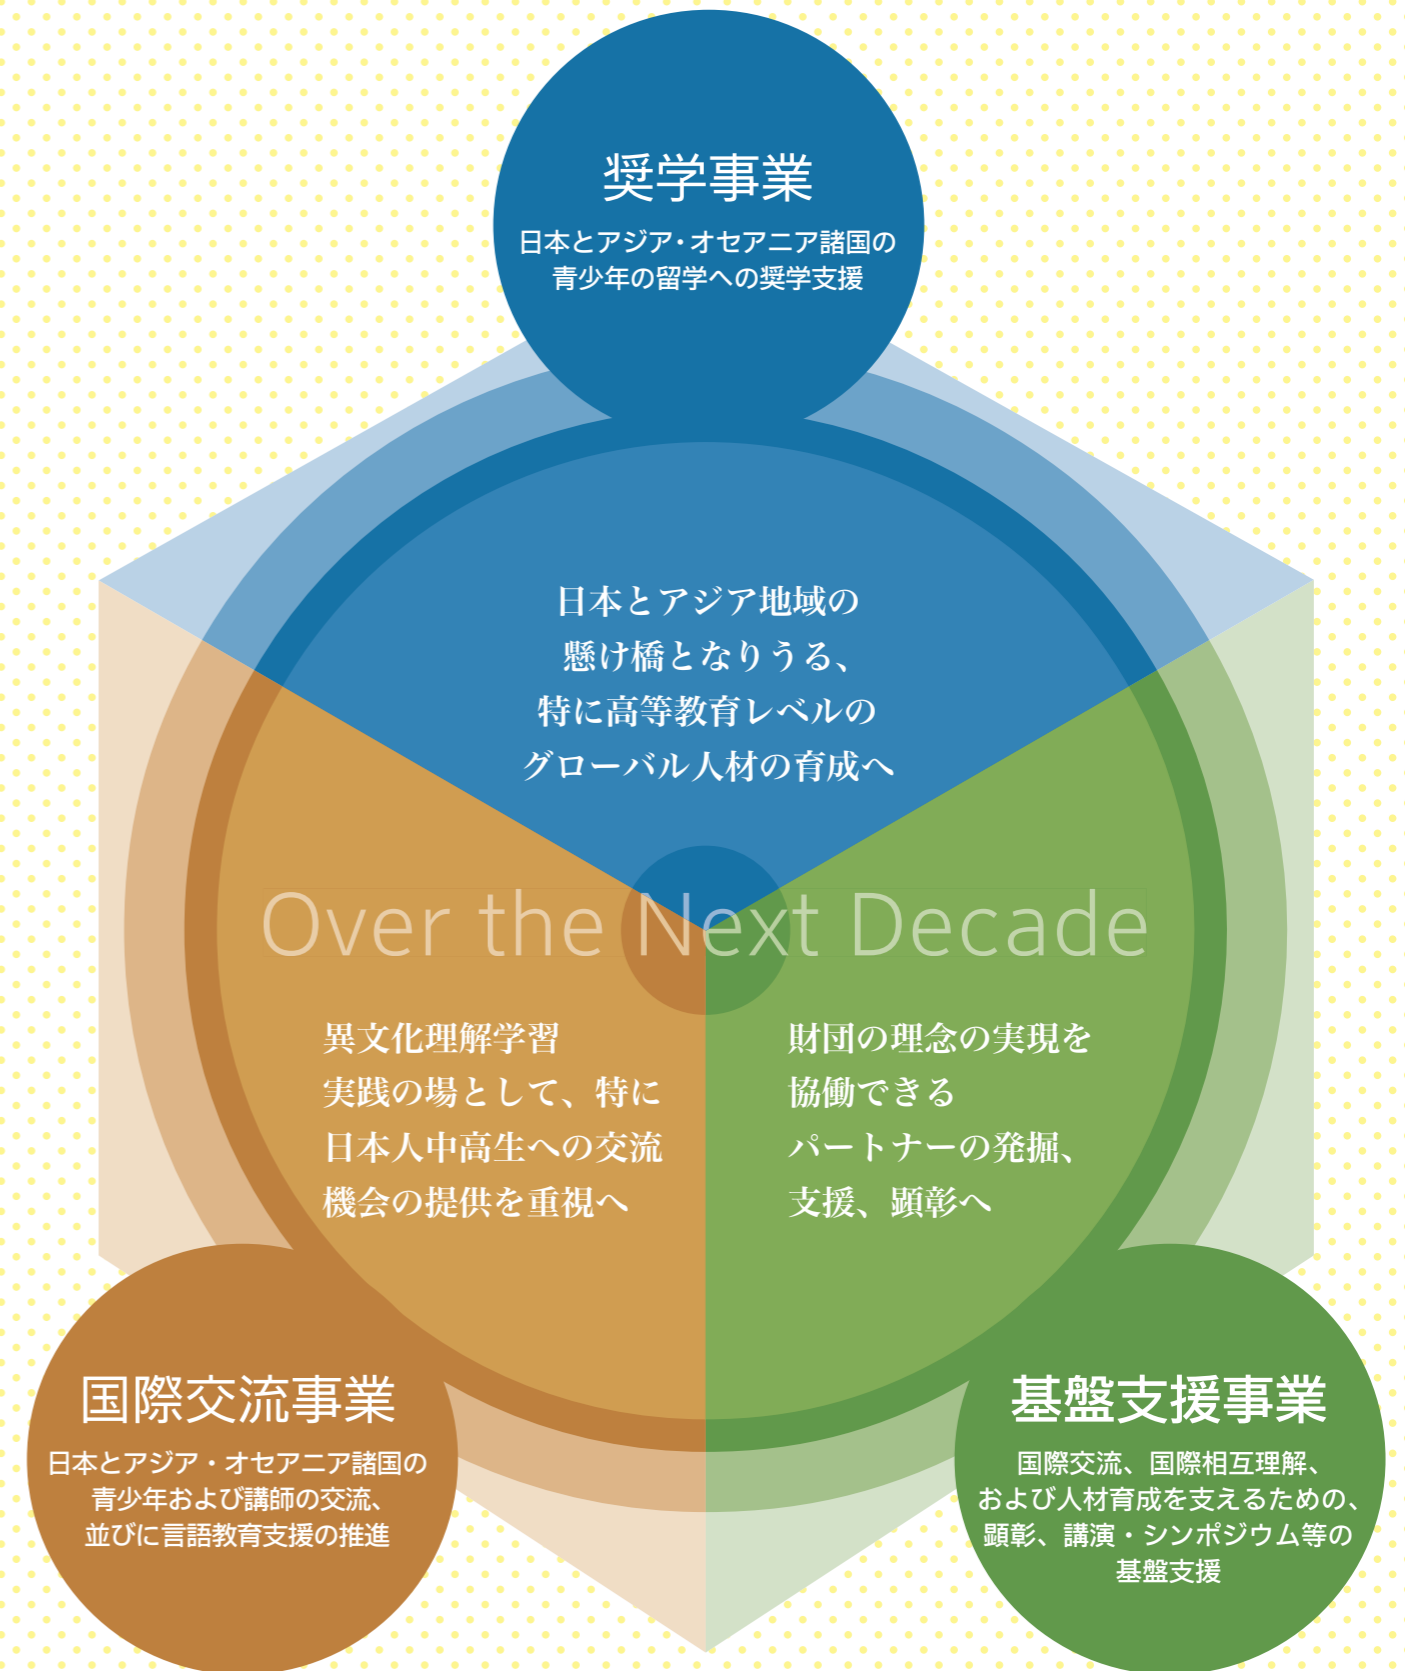 奨学事業
日本とアジア・オセアニア諸国の
青少年の留学への奨学支援
日本とアジア地域の
懸け橋となりうる、
特に高等教育レベルの
グローバル人材の育成へ
Over the Next Decade
異文化理解学習
実践の場として、特に
日本人中高生への交流
機会の提供を重視へ
財団の理念の実現を
協働できる
パートナーの発掘、
支援、顕彰へ
国際交流事業
日本とアジア・オセアニア諸国の
青少年および講師の交流、
並びに言語教育支援の推進
基盤支援事業
国際交流、国際相互理解、
および人材育成を支えるための、
顕彰、講演・シンポジウム等の
基盤支援